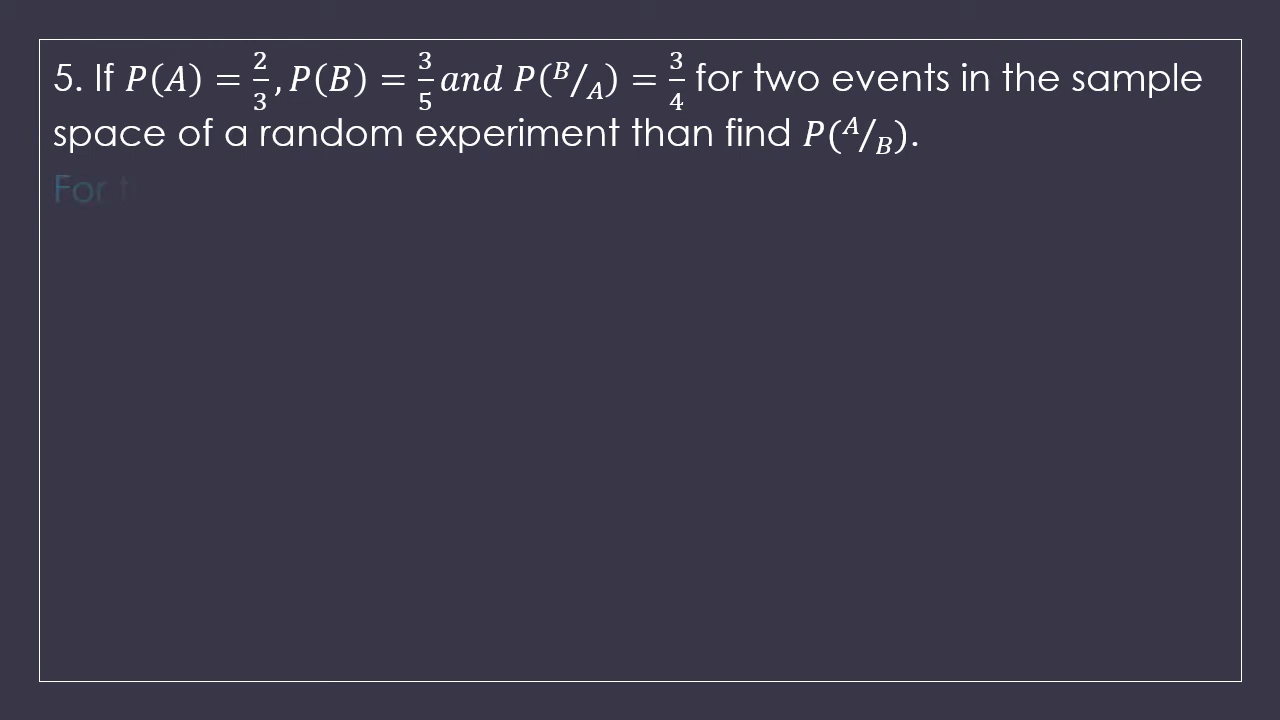 5. If P(A) = 2/3, P(B) = 3/5 and P(B/A) = 3/4 for two events in the sample
space of a random experiment than find P(A/B).
For